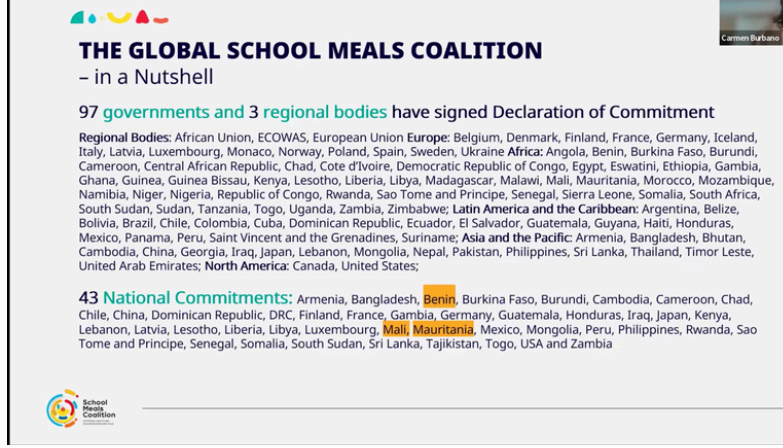 Carmen Burbano
THE GLOBAL SCHOOL MEALS COALITION
– in a Nutshell
97 governments and 3 regional bodies have signed Declaration of Commitment
Regional Bodies: African Union, ECOWAS, European Union Europe: Belgium, Denmark, Finland, France, Germany, Iceland,
Italy, Latvia, Luxembourg, Monaco, Norway, Poland, Spain, Sweden, Ukraine Africa: Angola, Benin, Burkina Faso, Burundi,
Cameroon, Central African Republic, Chad, Cote d’Ivoire, Democratic Republic of Congo, Egypt, Eswatini, Ethiopia, Gambia,
Ghana, Guinea, Guinea Bissau, Kenya, Lesotho, Liberia, Libya, Madagascar, Malawi, Mali, Mauritania, Morocco, Mozambique,
Namibia, Niger, Nigeria, Republic of Congo, Rwanda, Sao Tome and Principe, Senegal, Sierra Leone, Somalia, South Africa,
South Sudan, Sudan, Tanzania, Togo, Uganda, Zambia, Zimbabwe; Latin America and the Caribbean: Argentina, Belize,
Bolivia, Brazil, Chile, Colombia, Cuba, Dominican Republic, Ecuador, El Salvador, Guatemala, Guyana, Haiti, Honduras,
Mexico, Panama, Peru, Saint Vincent and the Grenadines, Suriname; Asia and the Pacific: Armenia, Bangladesh, Bhutan,
Cambodia, China, Georgia, Iraq, Japan, Lebanon, Mongolia, Nepal, Pakistan, Philippines, Sri Lanka, Thailand, Timor Leste,
United Arab Emirates; North America: Canada, United States;
43 National Commitments: Armenia, Bangladesh, Benin, Burkina Faso, Burundi, Cambodia, Cameroon, Chad,
Chile, China, Dominican Republic, DRC, Finland, France, Gambia, Germany, Guatemala, Honduras, Iraq, Japan, Kenya,
Lebanon, Latvia, Lesotho, Liberia, Libya, Luxembourg, Mali, Mauritania, Mexico, Mongolia, Peru, Philippines, Rwanda, Sao
Tome and Principe, Senegal, Somalia, South Sudan, Sri Lanka, Tajikistan, Togo, USA and Zambia
School
Meals
Coalition